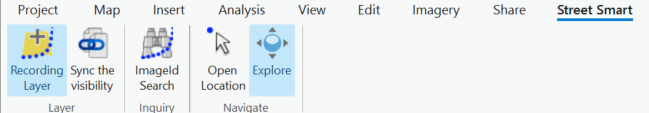 Project Map Insert Analysis View Edit Imagery Share Street Smart
Recording Sync the ImageId Open Explore
Layer visibility Search Location
Layer Inquiry Navigate